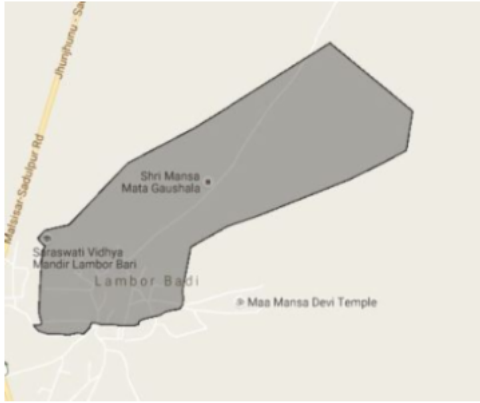 Jhunjhunu - Sa
Malsisar-Sadulpur Rd
Shri Mansa
Mata Gaushala
Saraswati Vidhya
Mandir Lambor Bari
Lambor Badi
Maa Mansa Devi Temple